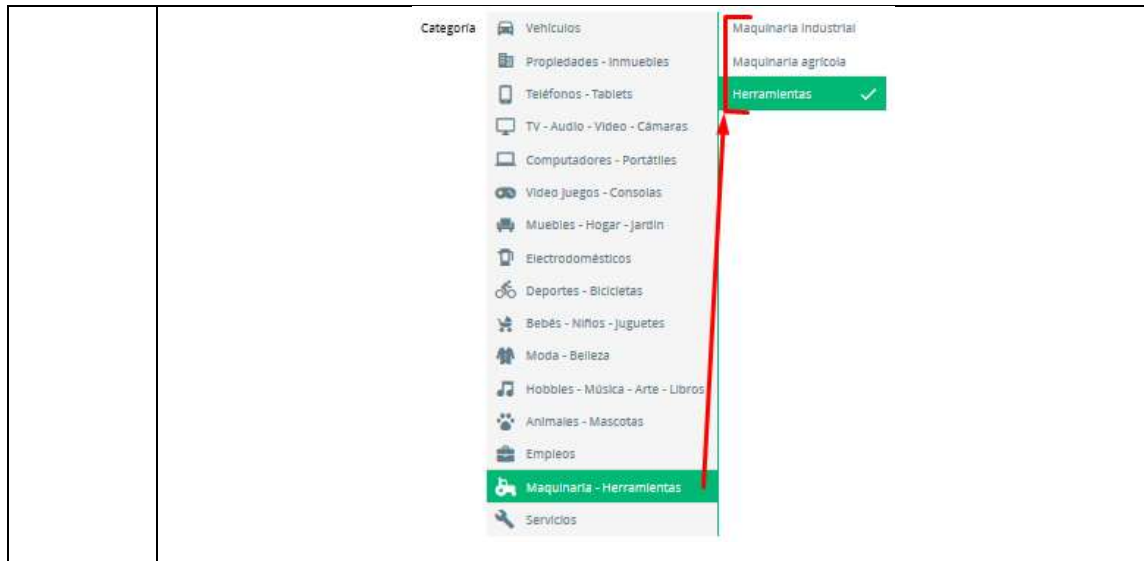 Categoría
Vehículos
Propiedades - Inmuebles
Teléfonos - Tablets
TV - Audio - Video - Cámaras
Computadores - Portátiles
Video Juegos - Consolas
Muebles - Hogar - Jardín
Electrodomésticos
Deportes - Bicicletas
Bebés - Niños - Juguetes
Moda - Belleza
Hobbies - Música - Arte - Libros
Animales - Mascotas
Empleos
Maquinaria - Herramientas
Servicios
Maquinaria industrial
Maquinaria agrícola
Herramientas